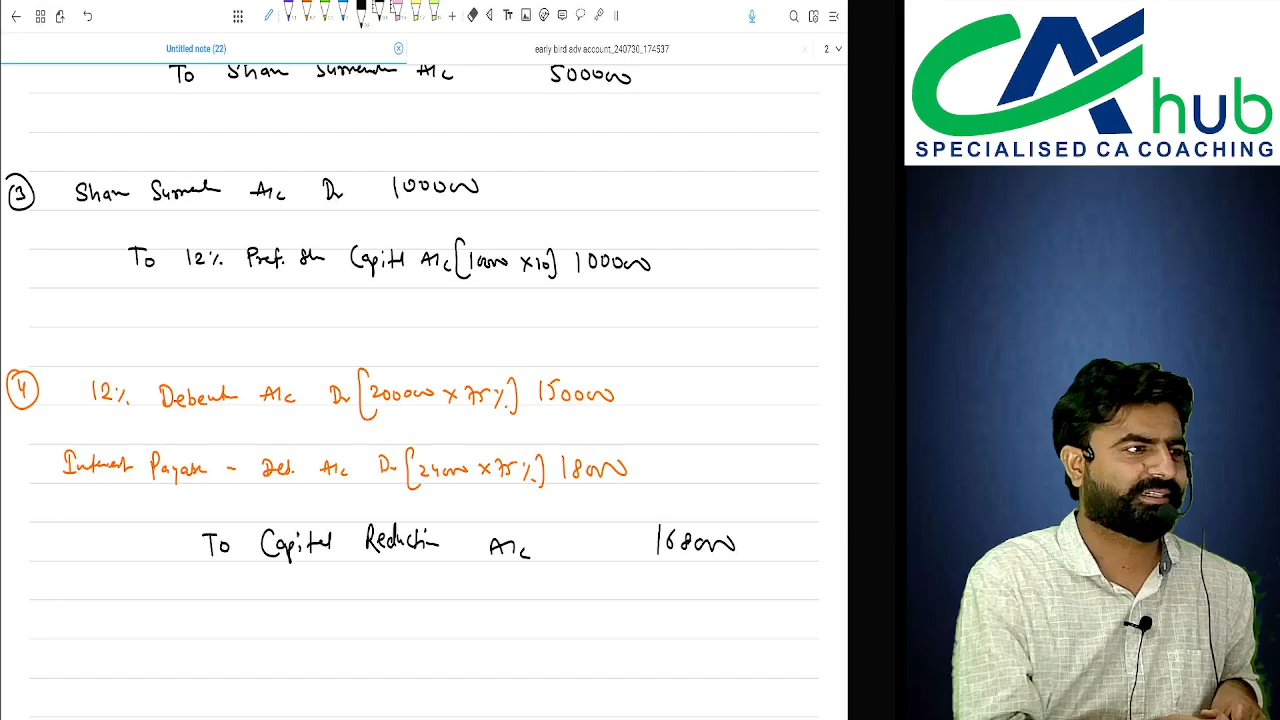 Untitled note (22)
early bird adv account_240730_174537
2
To Share Surrender A/c 500000
③ Share Surrender A/c Dr 100000
To 12% Pref. Sh Capital A/c [10000 × 10] 100000
④ 12% Debenture A/c Dr [200000 × 75%] 150000
Interest Payable - Deb. A/c Dr [24000 × 75%] 18000
To Capital Reduction A/c 168000
CA hub
SPECIALISED CA COACHING